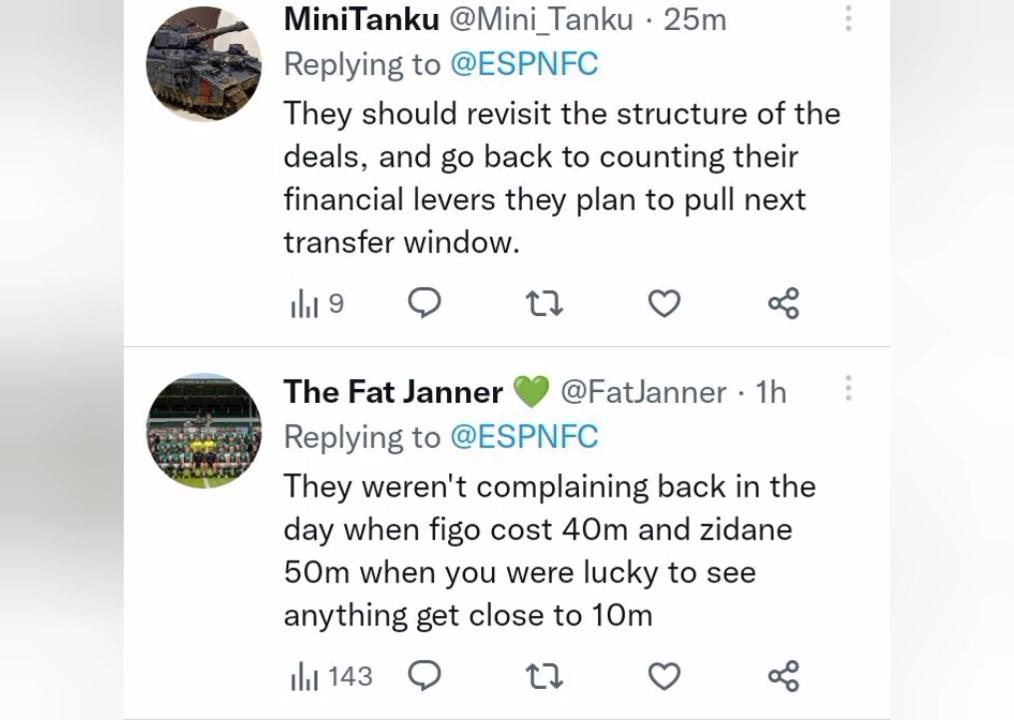 MiniTanku @Mini_Tanku · 25m
Replying to @ESPNFC
They should revisit the structure of the
deals, and go back to counting their
financial levers they plan to pull next
transfer window.
9
The Fat Janner 💚 @FatJanner · 1h
Replying to @ESPNFC
They weren't complaining back in the
day when figo cost 40m and zidane
50m when you were lucky to see
anything get close to 10m
143